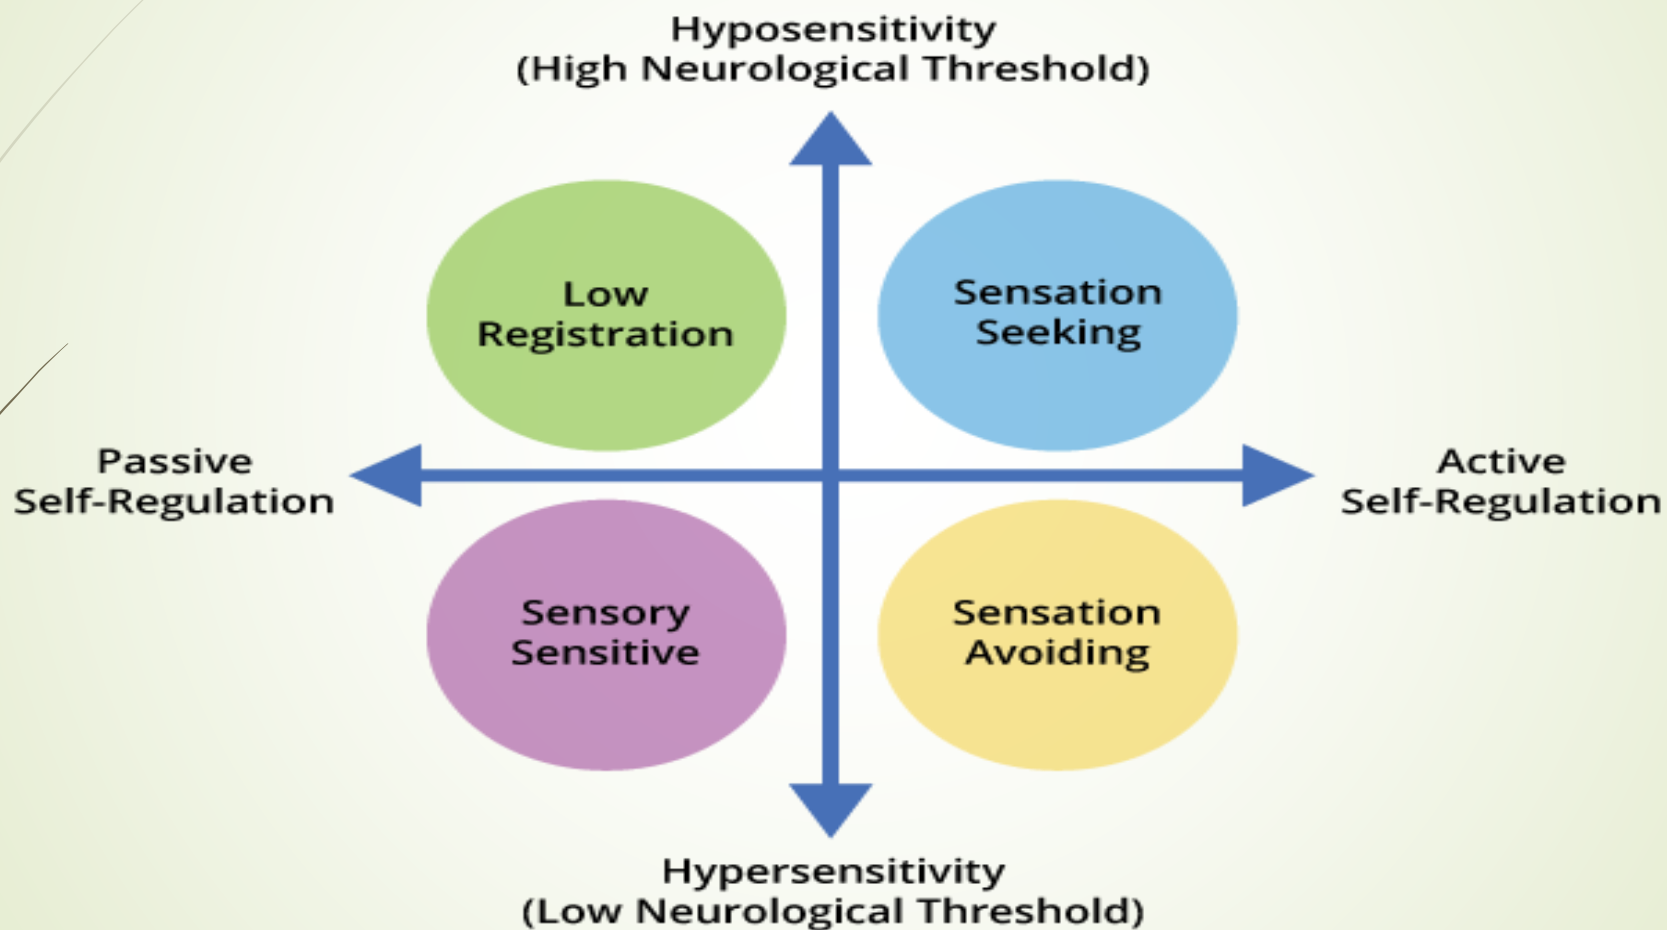 Hyposensitivity
(High Neurological Threshold)
Low
Registration
Sensation
Seeking
Passive
Self-Regulation
Active
Self-Regulation
Sensory
Sensitive
Sensation
Avoiding
Hypersensitivity
(Low Neurological Threshold)